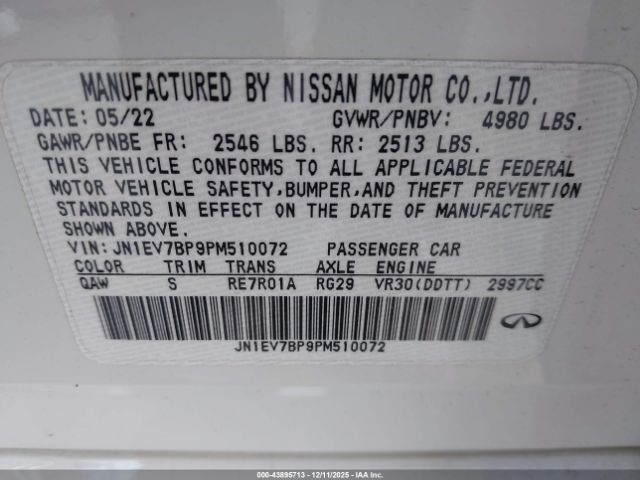 MANUFACTURED BY NISSAN MOTOR CO.,LTD.
DATE: 05/22 GVWR/PNBV: 4980 LBS.
GAWR/PNBE FR: 2546 LBS. RR: 2513 LBS.
THIS VEHICLE CONFORMS TO ALL APPLICABLE FEDERAL
MOTOR VEHICLE SAFETY,BUMPER,AND THEFT PREVENTION
STANDARDS IN EFFECT ON THE DATE OF MANUFACTURE
SHOWN ABOVE.
VIN: JN1EV7BP9PM510072 PASSENGER CAR
COLOR TRIM TRANS AXLE ENGINE
QAW S RE7R01A RG29 VR30(DDTT) 2997CC
JN1EV7BP9PM510072
000-43895713 - 12/11/2025 - IAA Inc.